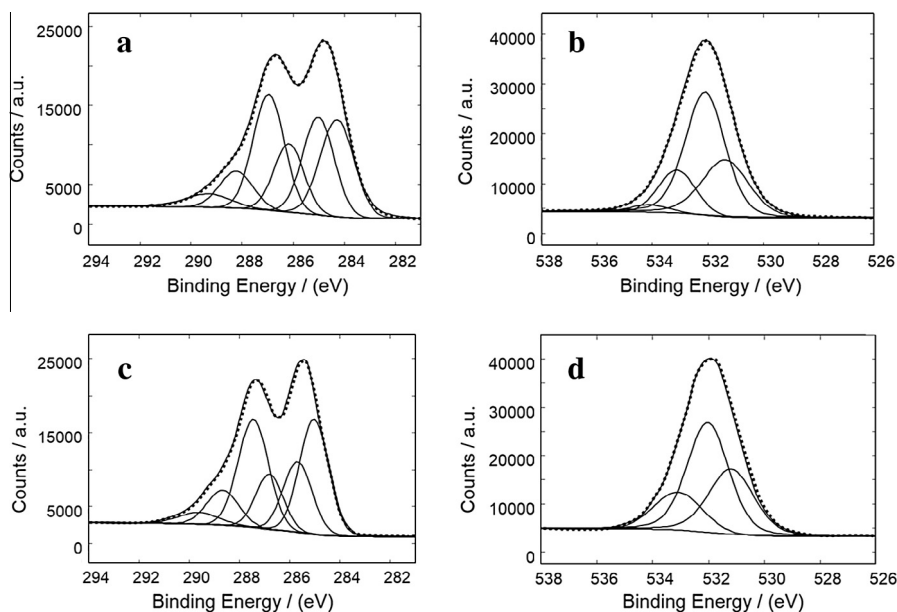 a
25000
15000
5000
0
Counts / a.u.
294 292 290 288 286 284 282
Binding Energy / (eV)
b
40000
30000
20000
10000
0
Counts / a.u.
538 536 534 532 530 528 526
Binding Energy / (eV)
c
25000
15000
5000
0
Counts / a.u.
294 292 290 288 286 284 282
Binding Energy / (eV)
d
40000
30000
20000
10000
0
Counts / a.u.
538 536 534 532 530 528 526
Binding Energy / (eV)